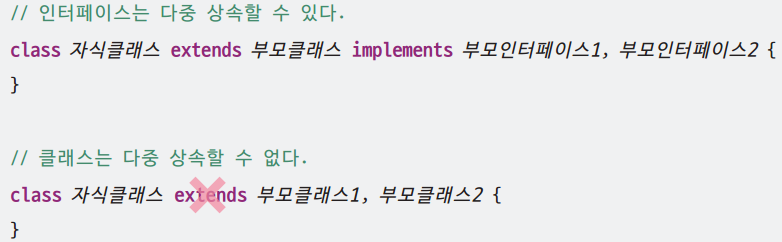 // 인터페이스는 다중 상속할 수 있다.
class 자식클래스 extends 부모클래스 implements 부모인터페이스1, 부모인터페이스2 {
}
// 클래스는 다중 상속할 수 없다.
class 자식클래스 extends 부모클래스1, 부모클래스2 {
}